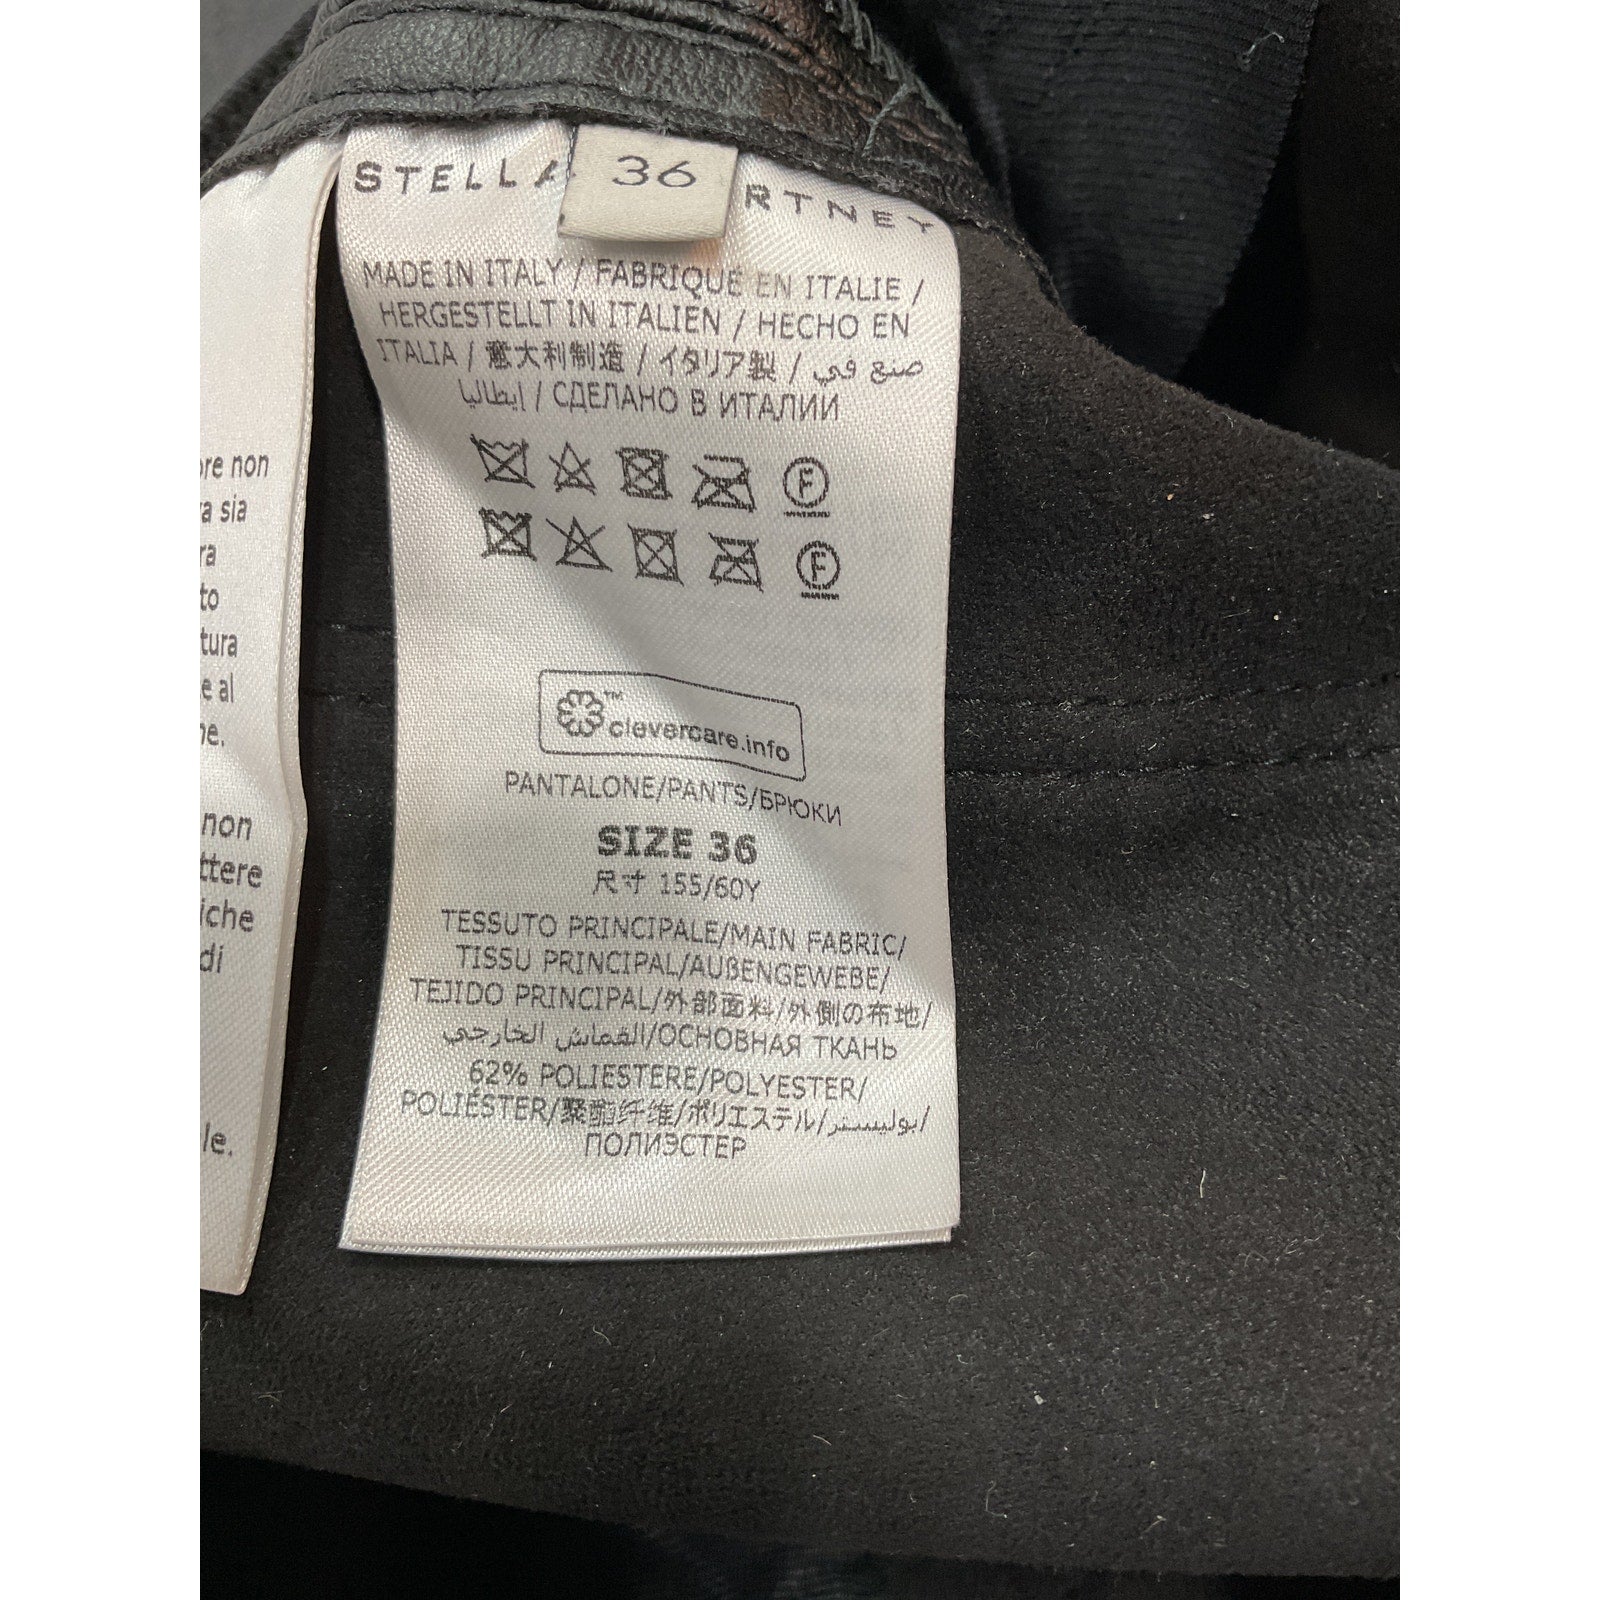 36
STELLA RTNEY
MADE IN ITALY / FABRIQUÉ EN ITALIE /
HERGESTELLT IN ITALIEN / HECHO EN
ITALIA / 意大利制造 / イタリア製 / صنع في
إيطاليا / СДЕЛАНО В ИТАЛИИ
F
F
™
clevercare.info
PANTALONE/PANTS/БРЮКИ
SIZE 36
尺寸 155/60Y
TESSUTO PRINCIPALE/MAIN FABRIC/
TISSU PRINCIPAL/AUßENGEWEBE/
TEJIDO PRINCIPAL/外部面料/外側の布地/
القماش الخارجي/ОСНОВНАЯ ТКАНЬ
62% POLIESTERE/POLYESTER/
POLIÉSTER/聚酯纤维/ポリエステル/بوليستر/
ПОЛИЭСТЕР
re non
a sia
ra
to
tura
e al
ne.
non
ttere
iche
di
le.